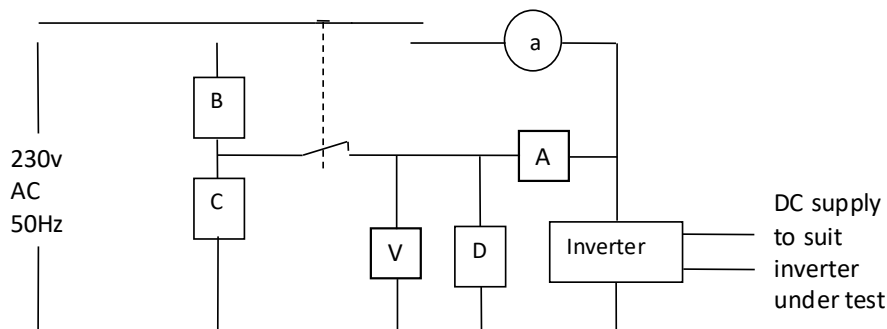 a
B
230v
AC
50Hz
A
C
DC supply
to suit
inverter
under test
V
D
Inverter